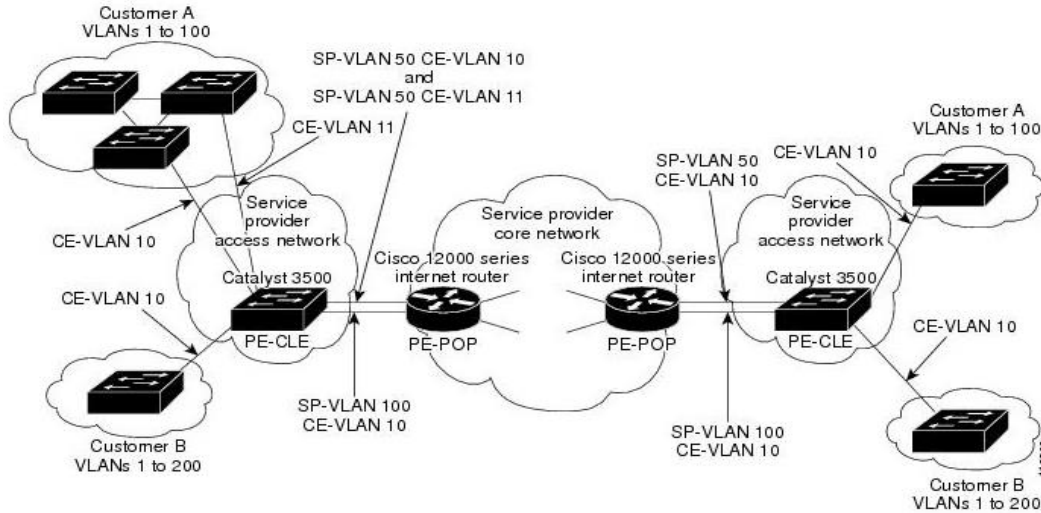 Customer A
VLANs 1 to 100
SP-VLAN 50 CE-VLAN 10
and
SP-VLAN 50 CE-VLAN 11
CE-VLAN 11
CE-VLAN 10
Service
provider
access network
Catalyst 3500
PE-CLE
CE-VLAN 10
Customer B
VLANs 1 to 200
SP-VLAN 100
CE-VLAN 10
Service provider
core network
Cisco 12000 series
internet router
PE-POP
Cisco 12000 series
internet router
PE-POP
SP-VLAN 50
CE-VLAN 10
Service
provider
access network
Catalyst 3500
PE-CLE
CE-VLAN 10
Customer A
VLANs 1 to 100
CE-VLAN 10
SP-VLAN 100
CE-VLAN 10
Customer B
VLANs 1 to 200